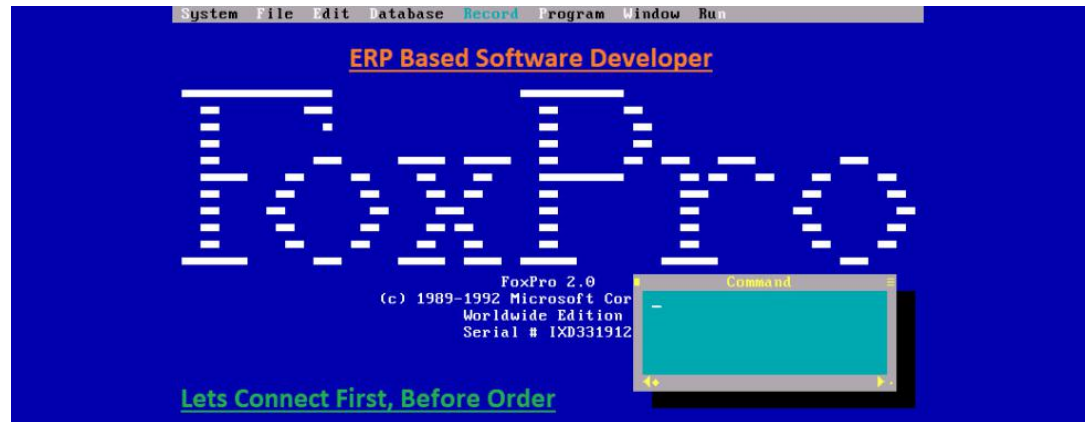 System File Edit Database Record Program Window Run
ERP Based Software Developer
FoxPro
FoxPro 2.0
(c) 1989-1992 Microsoft Cor
Worldwide Edition
Serial # IXD331912
Command
Lets Connect First, Before Order